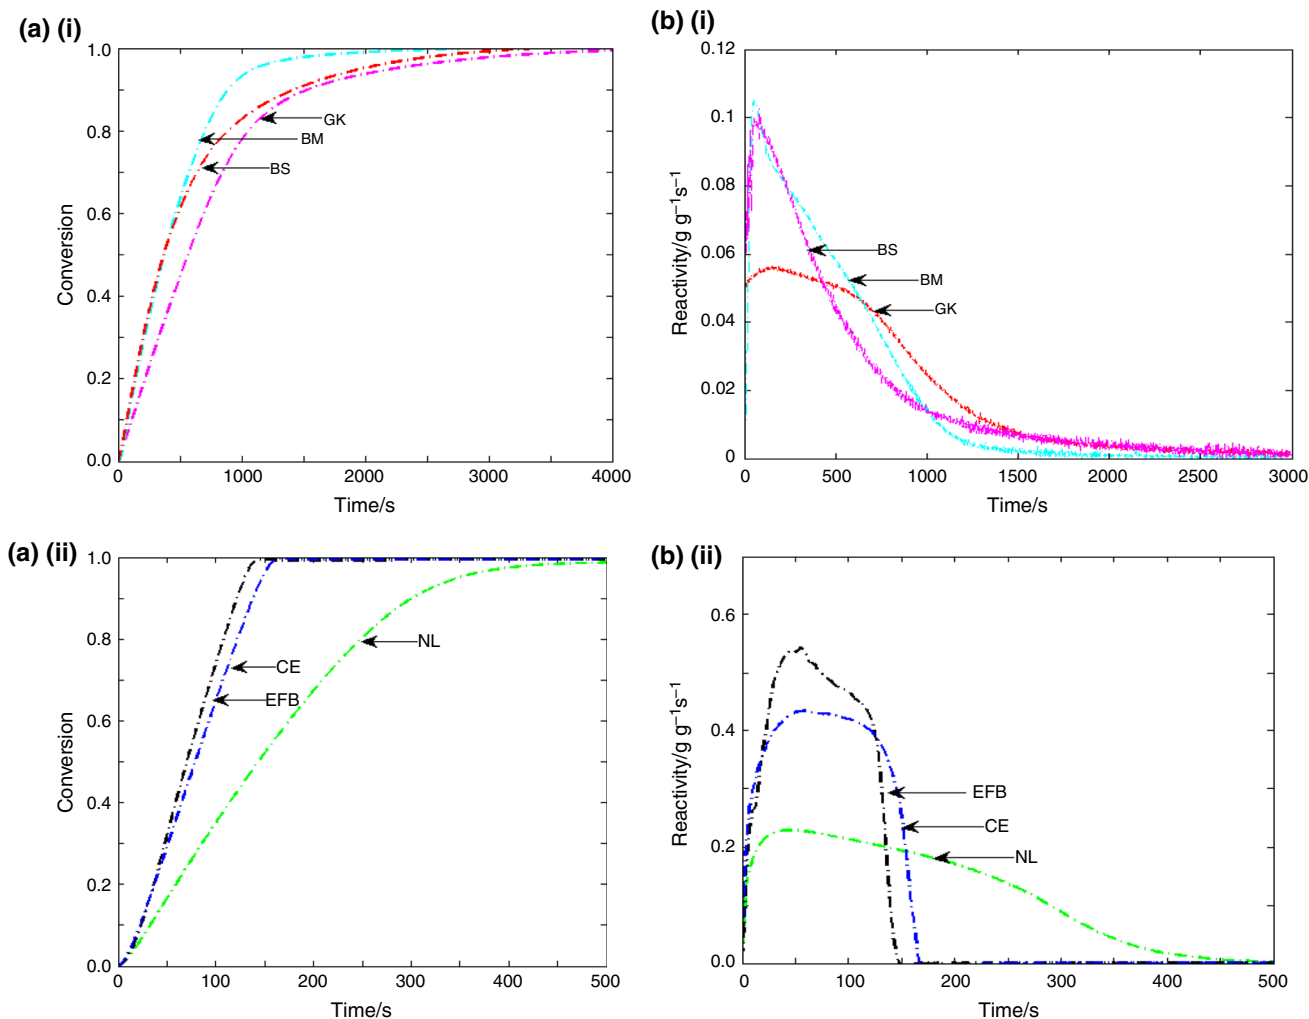 (a) (i)
1.0
0.8
0.6
0.4
0.2
0.0
Conversion
GK
BM
BS
0
1000
2000
3000
4000
Time/s
(b) (i)
0.12
0.1
0.08
0.06
0.04
0.02
0
Reactivity/g g⁻¹s⁻¹
BS
BM
GK
0
500
1000
1500
2000
2500
3000
Time/s
(a) (ii)
1.0
0.8
0.6
0.4
0.2
0.0
Conversion
NL
CE
EFB
0
100
200
300
400
500
Time/s
(b) (ii)
0.6
0.4
0.2
0.0
Reactivity/g g⁻¹s⁻¹
EFB
CE
NL
0
100
200
300
400
500
Time/s